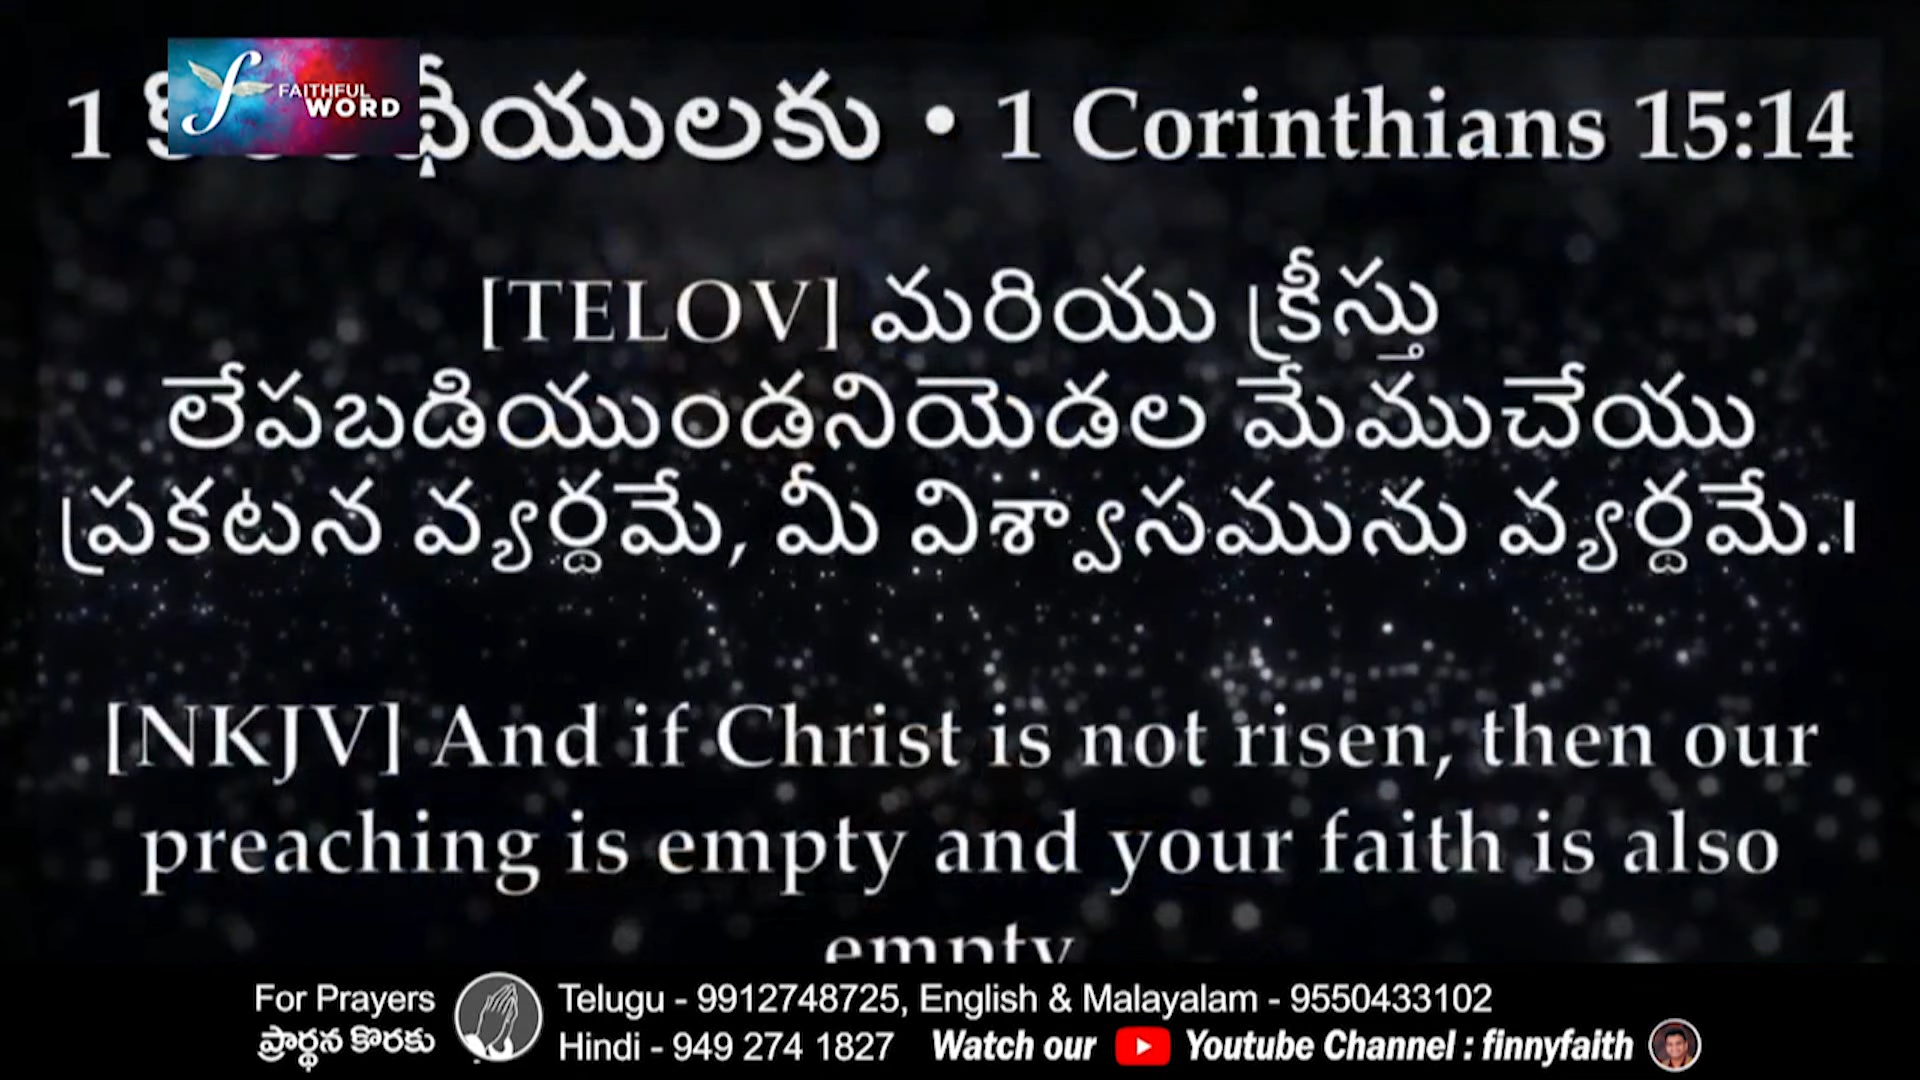 1 • 1 Corinthians 15:14
FAITHFUL
WORD
[TELOV] మరియు క్రీస్తు
లేపబడియుండనియెడల మేముచేయు
ప్రకటన వ్యర్థమే, మీ విశ్వాసమును వ్యర్థమే.।
[NKJV] And if Christ is not risen, then our
preaching is empty and your faith is also
empty
For Prayers
ప్రార్థన కొరకు
Telugu - 9912748725, English & Malayalam - 9550433102
Hindi - 949 274 1827 Watch our Youtube Channel : finnyfaith